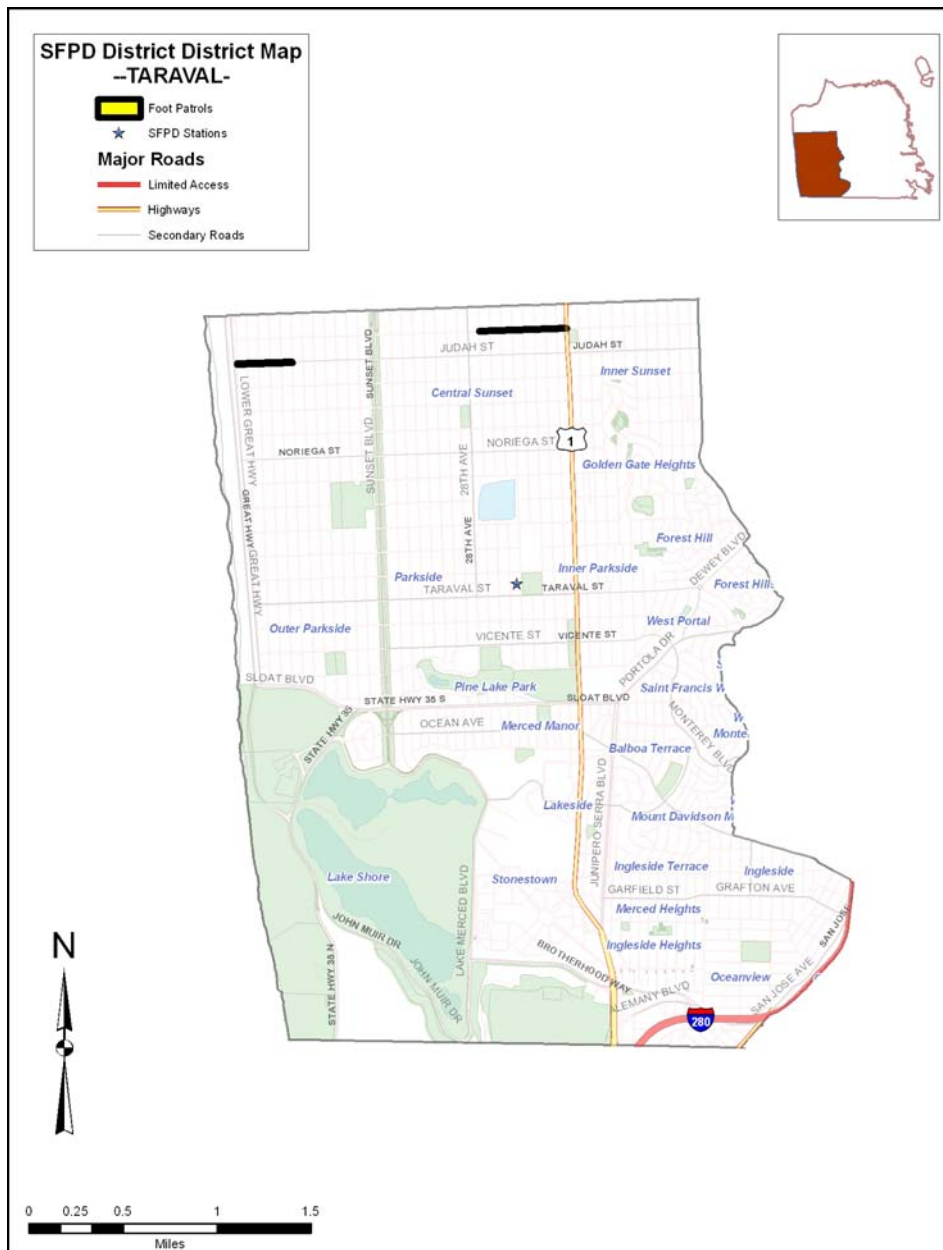 SFPD District District Map
--TARAVAL-
Foot Patrols
SFPD Stations
Major Roads
Limited Access
Highways
Secondary Roads
JUDAH ST
JUDAH ST
SUNSET BLVD
Inner Sunset
Central Sunset
LOWER GREAT HWY
SUNSET BLVD
28TH AVE
NORIEGA ST
NORIEGA ST
1
Golden Gate Heights
GREAT HWY
28TH AVE
Forest Hill
GREAT HWY
DEWEY BLVD
Inner Parkside
Parkside
TARAVAL ST
TARAVAL ST
Forest Hills
Outer Parkside
VICENTE ST
VICENTE ST
West Portal
PORTOLA DR
SLOAT BLVD
Pine Lake Park
STATE HWY 35 S
SLOAT BLVD
Saint Francis W
S
STATE HWY 35
OCEAN AVE
Merced Manor
MONTEREY BLVD
W
Monte
Balboa Terrace
JUNIPERO SERRA BLVD
Lakeside
Mount Davidson M
Lake Shore
Stonestown
Ingleside Terrace
Ingleside
GARFIELD ST
GRAFTON AVE
LAKE MERCED BLVD
Merced Heights
SAN JOSE
JOHN MUIR DR
Ingleside Heights
BROTHERHOOD WAY
Oceanview
STATE HWY 38 N
JOHN MUIR DR
LEMANY BLVD
SAN JOSE AVE
280
N
0 0.25 0.5 1 1.5
Miles